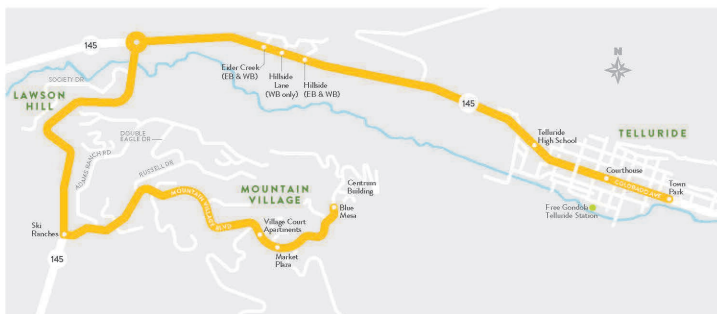 145
N
Eider Creek
(EB & WB)
Hillside
Lane
(WB only)
Hillside
(EB & WB)
SOCIETY DR
LAWSON
HILL
145
DOUBLE
EAGLE DR
Telluride
High School
TELLURIDE
ADAMS RANCH RD
RUSSELL DR
Courthouse
COLORADO AVE
Town
Park
MOUNTAIN
VILLAGE
Centrum
Building
MOUNTAIN VILLAGE BLVD
Blue
Mesa
Free Gondola
Telluride Station
Ski
Ranches
Village Court
Apartments
Market
Plaza
145